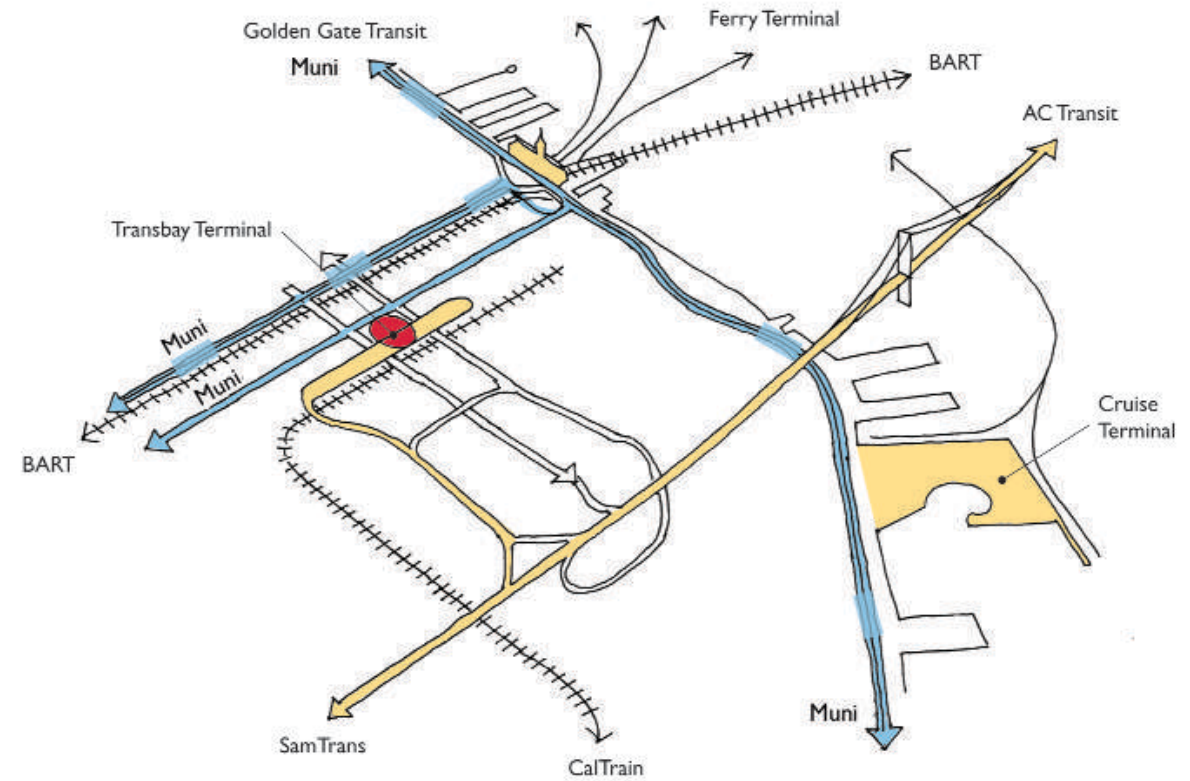 Ferry Terminal
Golden Gate Transit
Muni
BART
AC Transit
Transbay Terminal
Muni
Muni
BART
Cruise
Terminal
Muni
SamTrans
CalTrain